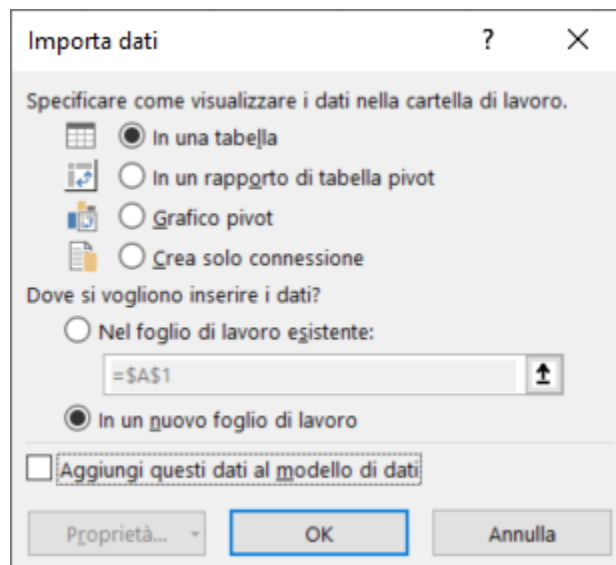 Importa dati ? ×
Specificare come visualizzare i dati nella cartella di lavoro.
In una tabella
In un rapporto di tabella pivot
Grafico pivot
Crea solo connessione
Dove si vogliono inserire i dati?
Nel foglio di lavoro esistente:
=$A$1
In un nuovo foglio di lavoro
Aggiungi questi dati al modello di dati
Proprietà... OK Annulla